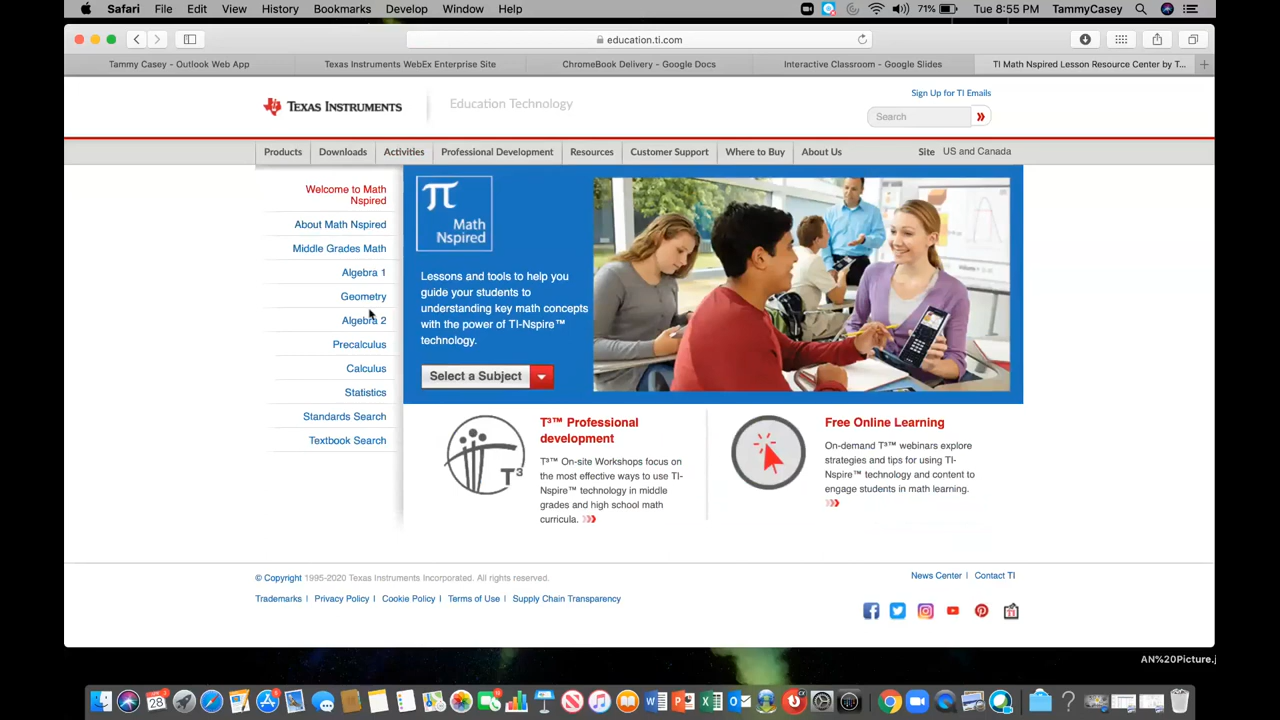 Safari File Edit View History Bookmarks Develop Window Help 71% Tue 8:55 PM TammyCasey
education.ti.com
Tammy Casey - Outlook Web App Texas Instruments WebEx Enterprise Site ChromeBook Delivery - Google Docs Interactive Classroom - Google Slides TI Math Nspired Lesson Resource Center by T...
Sign Up for TI Emails
TEXAS INSTRUMENTS Education Technology
Search
Products Downloads Activities Professional Development Resources Customer Support Where to Buy About Us Site US and Canada
Welcome to Math
Nspired
About Math Nspired
Middle Grades Math
Algebra 1
Geometry
Algebra 2
Precalculus
Calculus
Statistics
Standards Search
Textbook Search
π
Math
Nspired
Lessons and tools to help you
guide your students to
understanding key math concepts
with the power of TI-Nspire™
technology.
Select a Subject
T³
T³™ Professional
development
T³™ On-site Workshops focus on
the most effective ways to use TI-
Nspire™ technology in middle
grades and high school math
curricula.
Free Online Learning
On-demand T³™ webinars explore
strategies and tips for using TI-
Nspire™ technology and content to
engage students in math learning.
© Copyright 1995-2020 Texas Instruments Incorporated. All rights reserved.
News Center | Contact TI
Trademarks | Privacy Policy | Cookie Policy | Terms of Use | Supply Chain Transparency
AN%20Picture.j